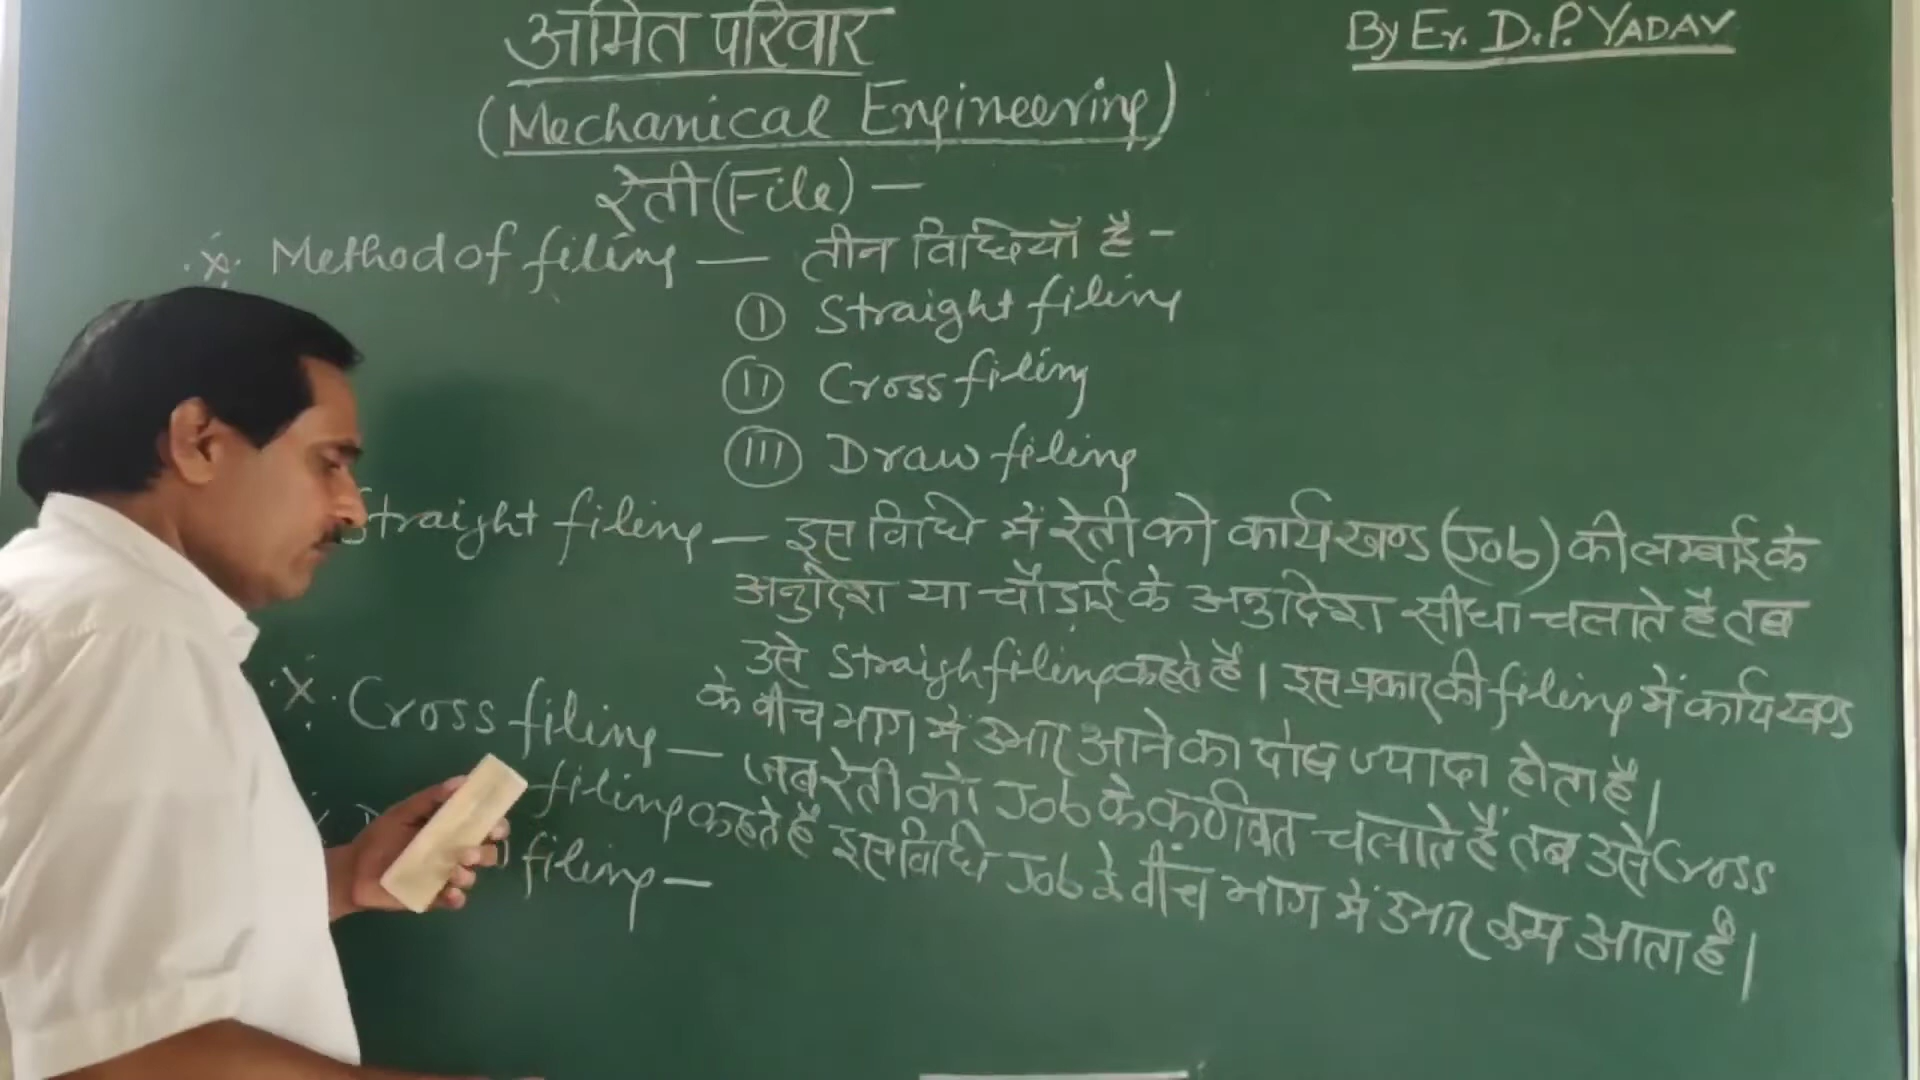 अमित परिवार
By Er. D.P. YADAV
(Mechanical Engineering)
रेती (File) —
Method of filing — तीन विधियाँ है -
I Straight filing
II Cross filing
III Draw filing
Straight filing — इस विधि में रेती को कार्यखण्ड (Job) की लम्बाई के
अनुदिश या चौड़ाई के अनुदिश सीधा चलाते है तब
उसे Straigh filing कहते है। इस प्रकार की filing में कार्यखण्ड
के बीच भाग में उभार आने का दोष ज्यादा होता है।
Cross filing — जब रेती को Job के कर्णवत चलाते हैं तब उसे Cross
filing कहते है इस विधि Job के बीच भाग में उभार कम आता है।
filing —